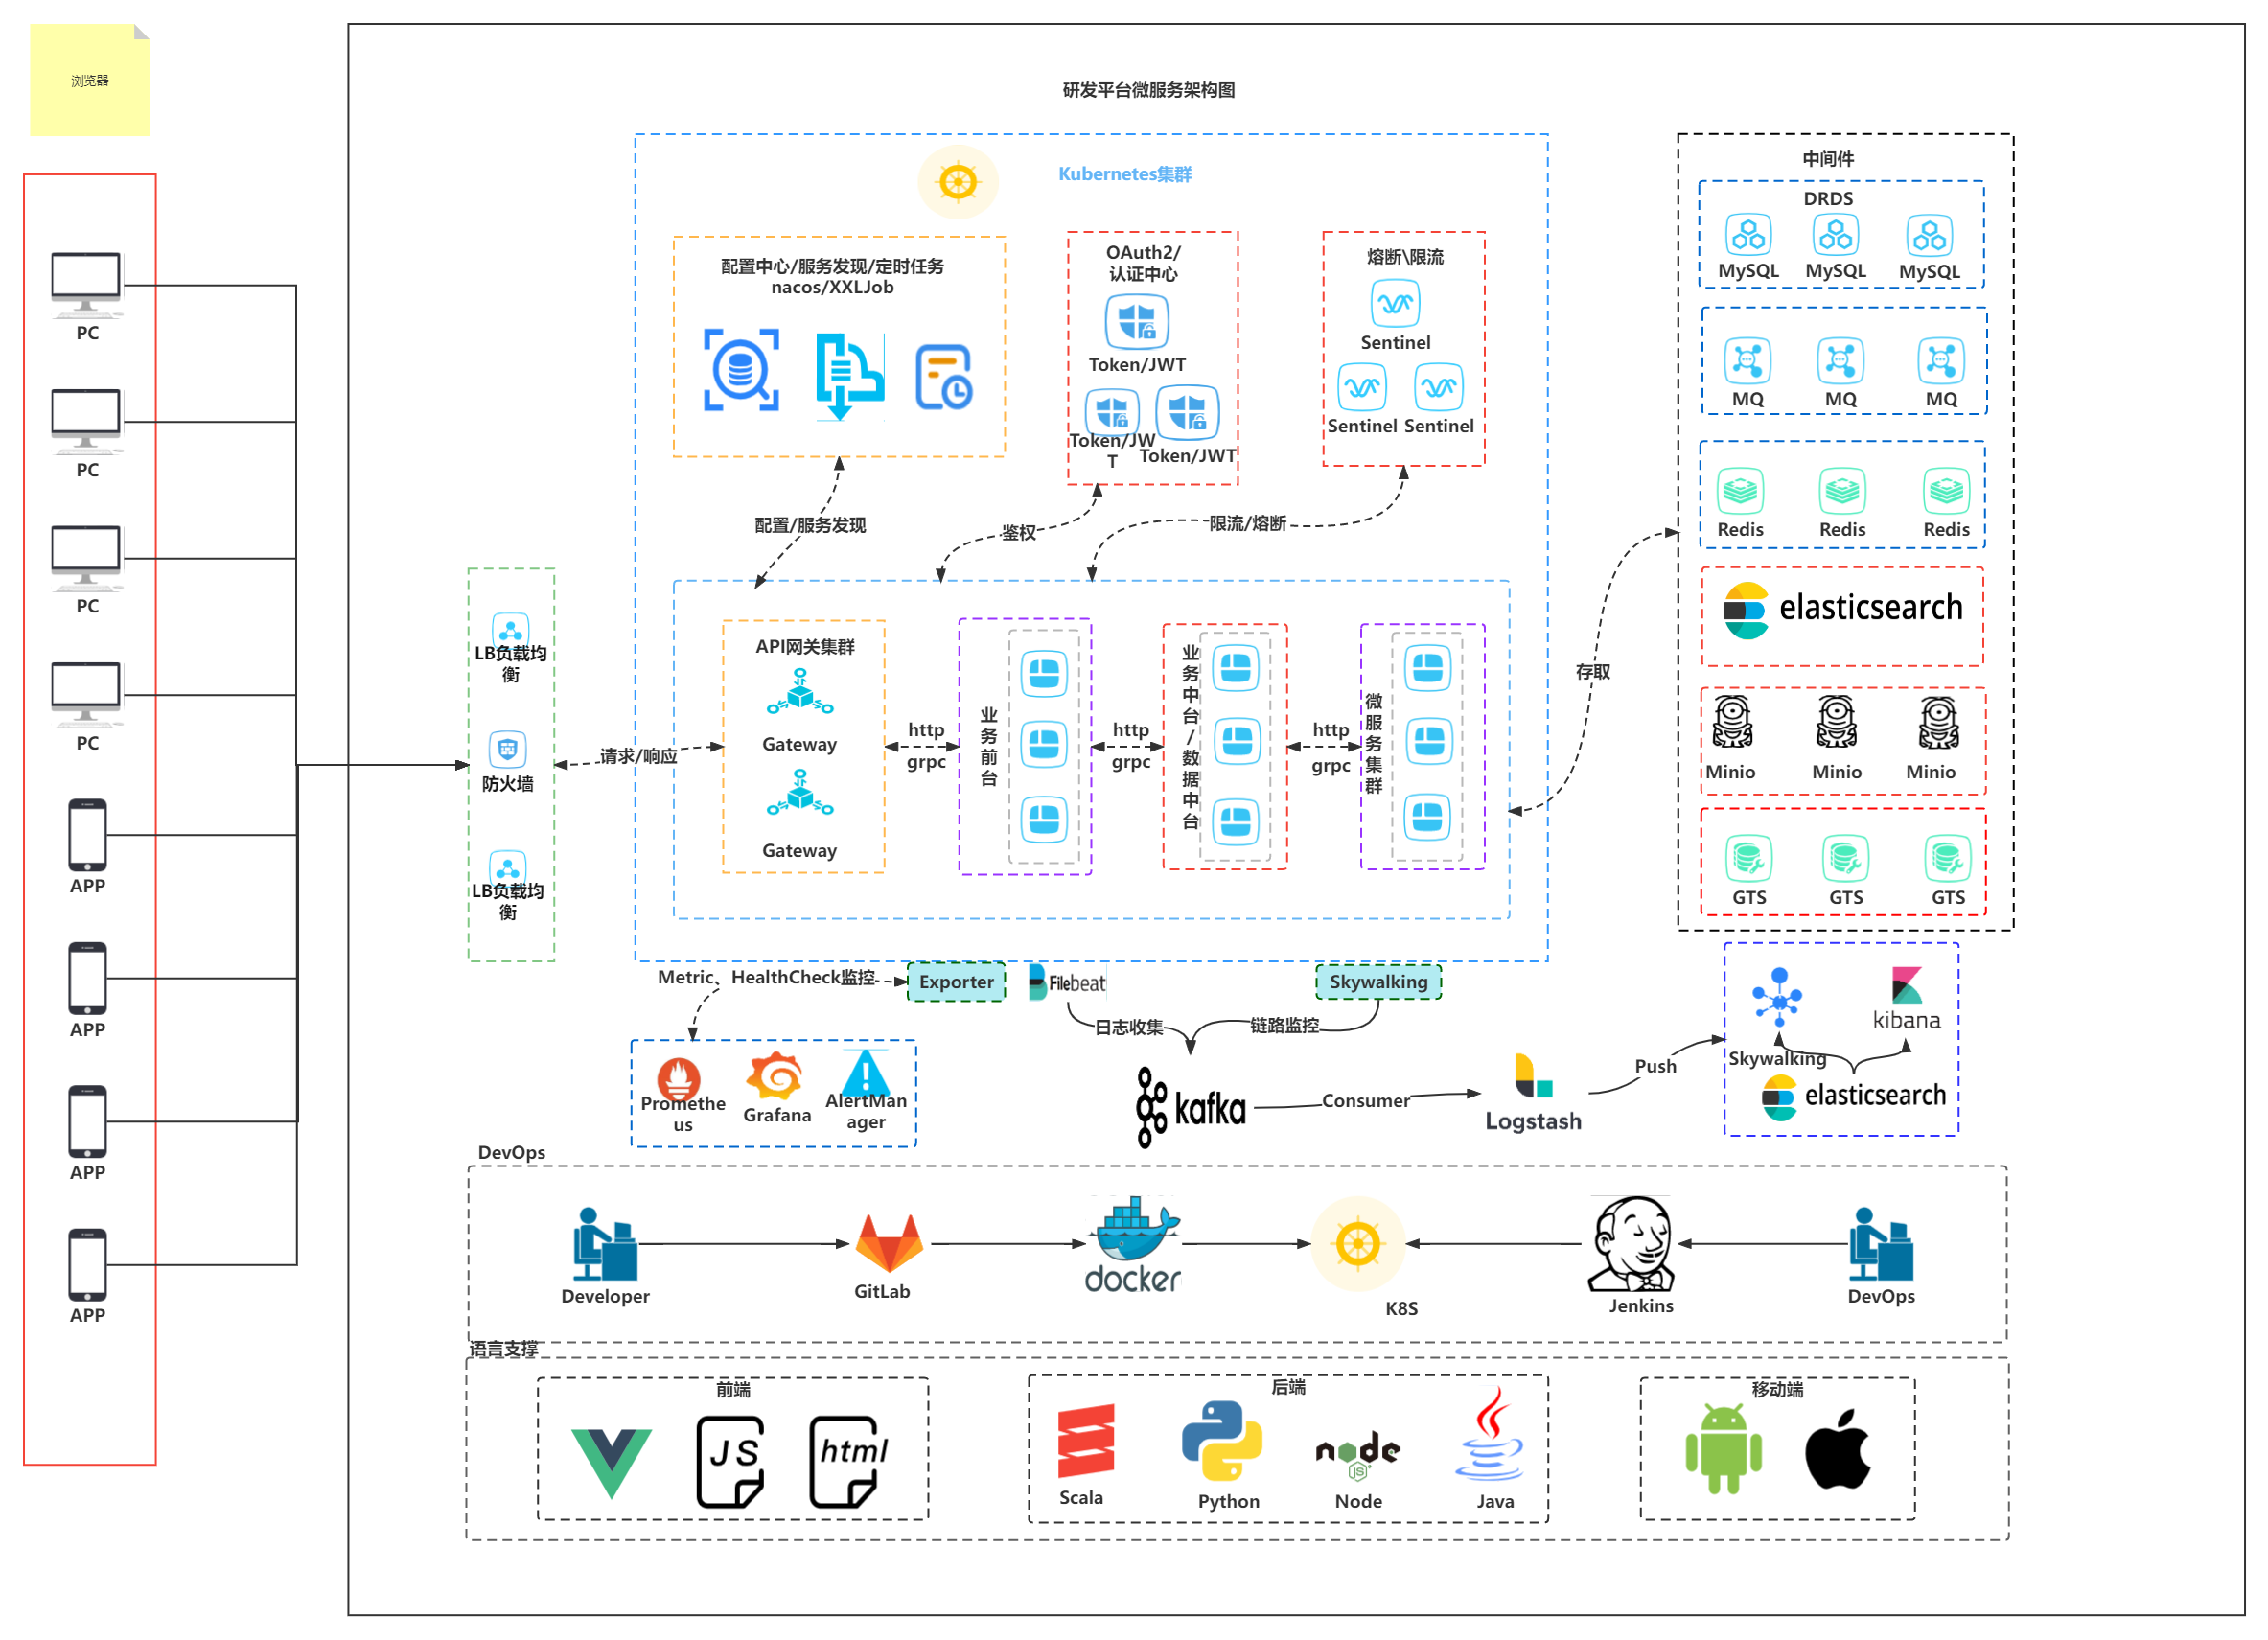 浏览器
研发平台微服务架构图
PC
PC
PC
PC
APP
APP
APP
APP
LB负载均
衡
防火墙
LB负载均
衡
请求/响应
Kubernetes集群
配置中心/服务发现/定时任务
nacos/XXLJob
OAuth2/
认证中心
Token/JWT
Token/JW
T
Token/JWT
熔断\限流
Sentinel
Sentinel
Sentinel
配置/服务发现
鉴权
限流/熔断
API网关集群
Gateway
Gateway
http
grpc
业
务
前
台
http
grpc
业
务
中
台
/
数
据
中
台
http
grpc
微
服
务
集
群
存取
中间件
DRDS
MySQL
MySQL
MySQL
MQ
MQ
MQ
Redis
Redis
Redis
elasticsearch
Minio
Minio
Minio
GTS
GTS
GTS
Metric、 HealthCheck监控
Exporter
Filebeat
Skywalking
日志收集
链路监控
Promethe
us
Grafana
AlertMan
ager
kafka
Consumer
Logstash
Push
Skywalking
kibana
elasticsearch
DevOps
Developer
GitLab
docker
K8S
Jenkins
DevOps
语言支撑
前端
JS
html
后端
Scala
Python
node
JS
Node
Java
移动端